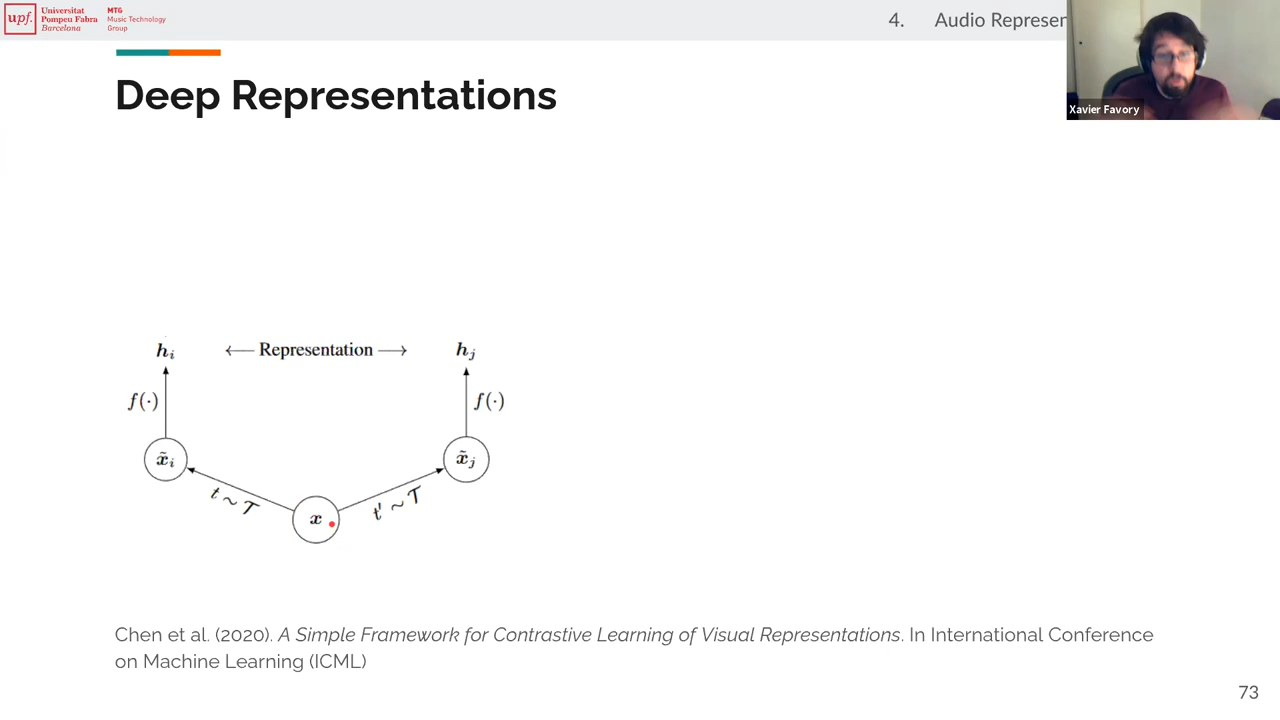 upf.
Universitat
Pompeu Fabra
Barcelona
MTG
Music Technology
Group
4. Audio Represen
Xavier Favory
Deep Representations
h_i ⟵ Representation ⟶ h_j
f(·) f(·)
x̃_i x̃_j
t ~ T t' ~ T
x
Chen et al. (2020). A Simple Framework for Contrastive Learning of Visual Representations. In International Conference
on Machine Learning (ICML)
73